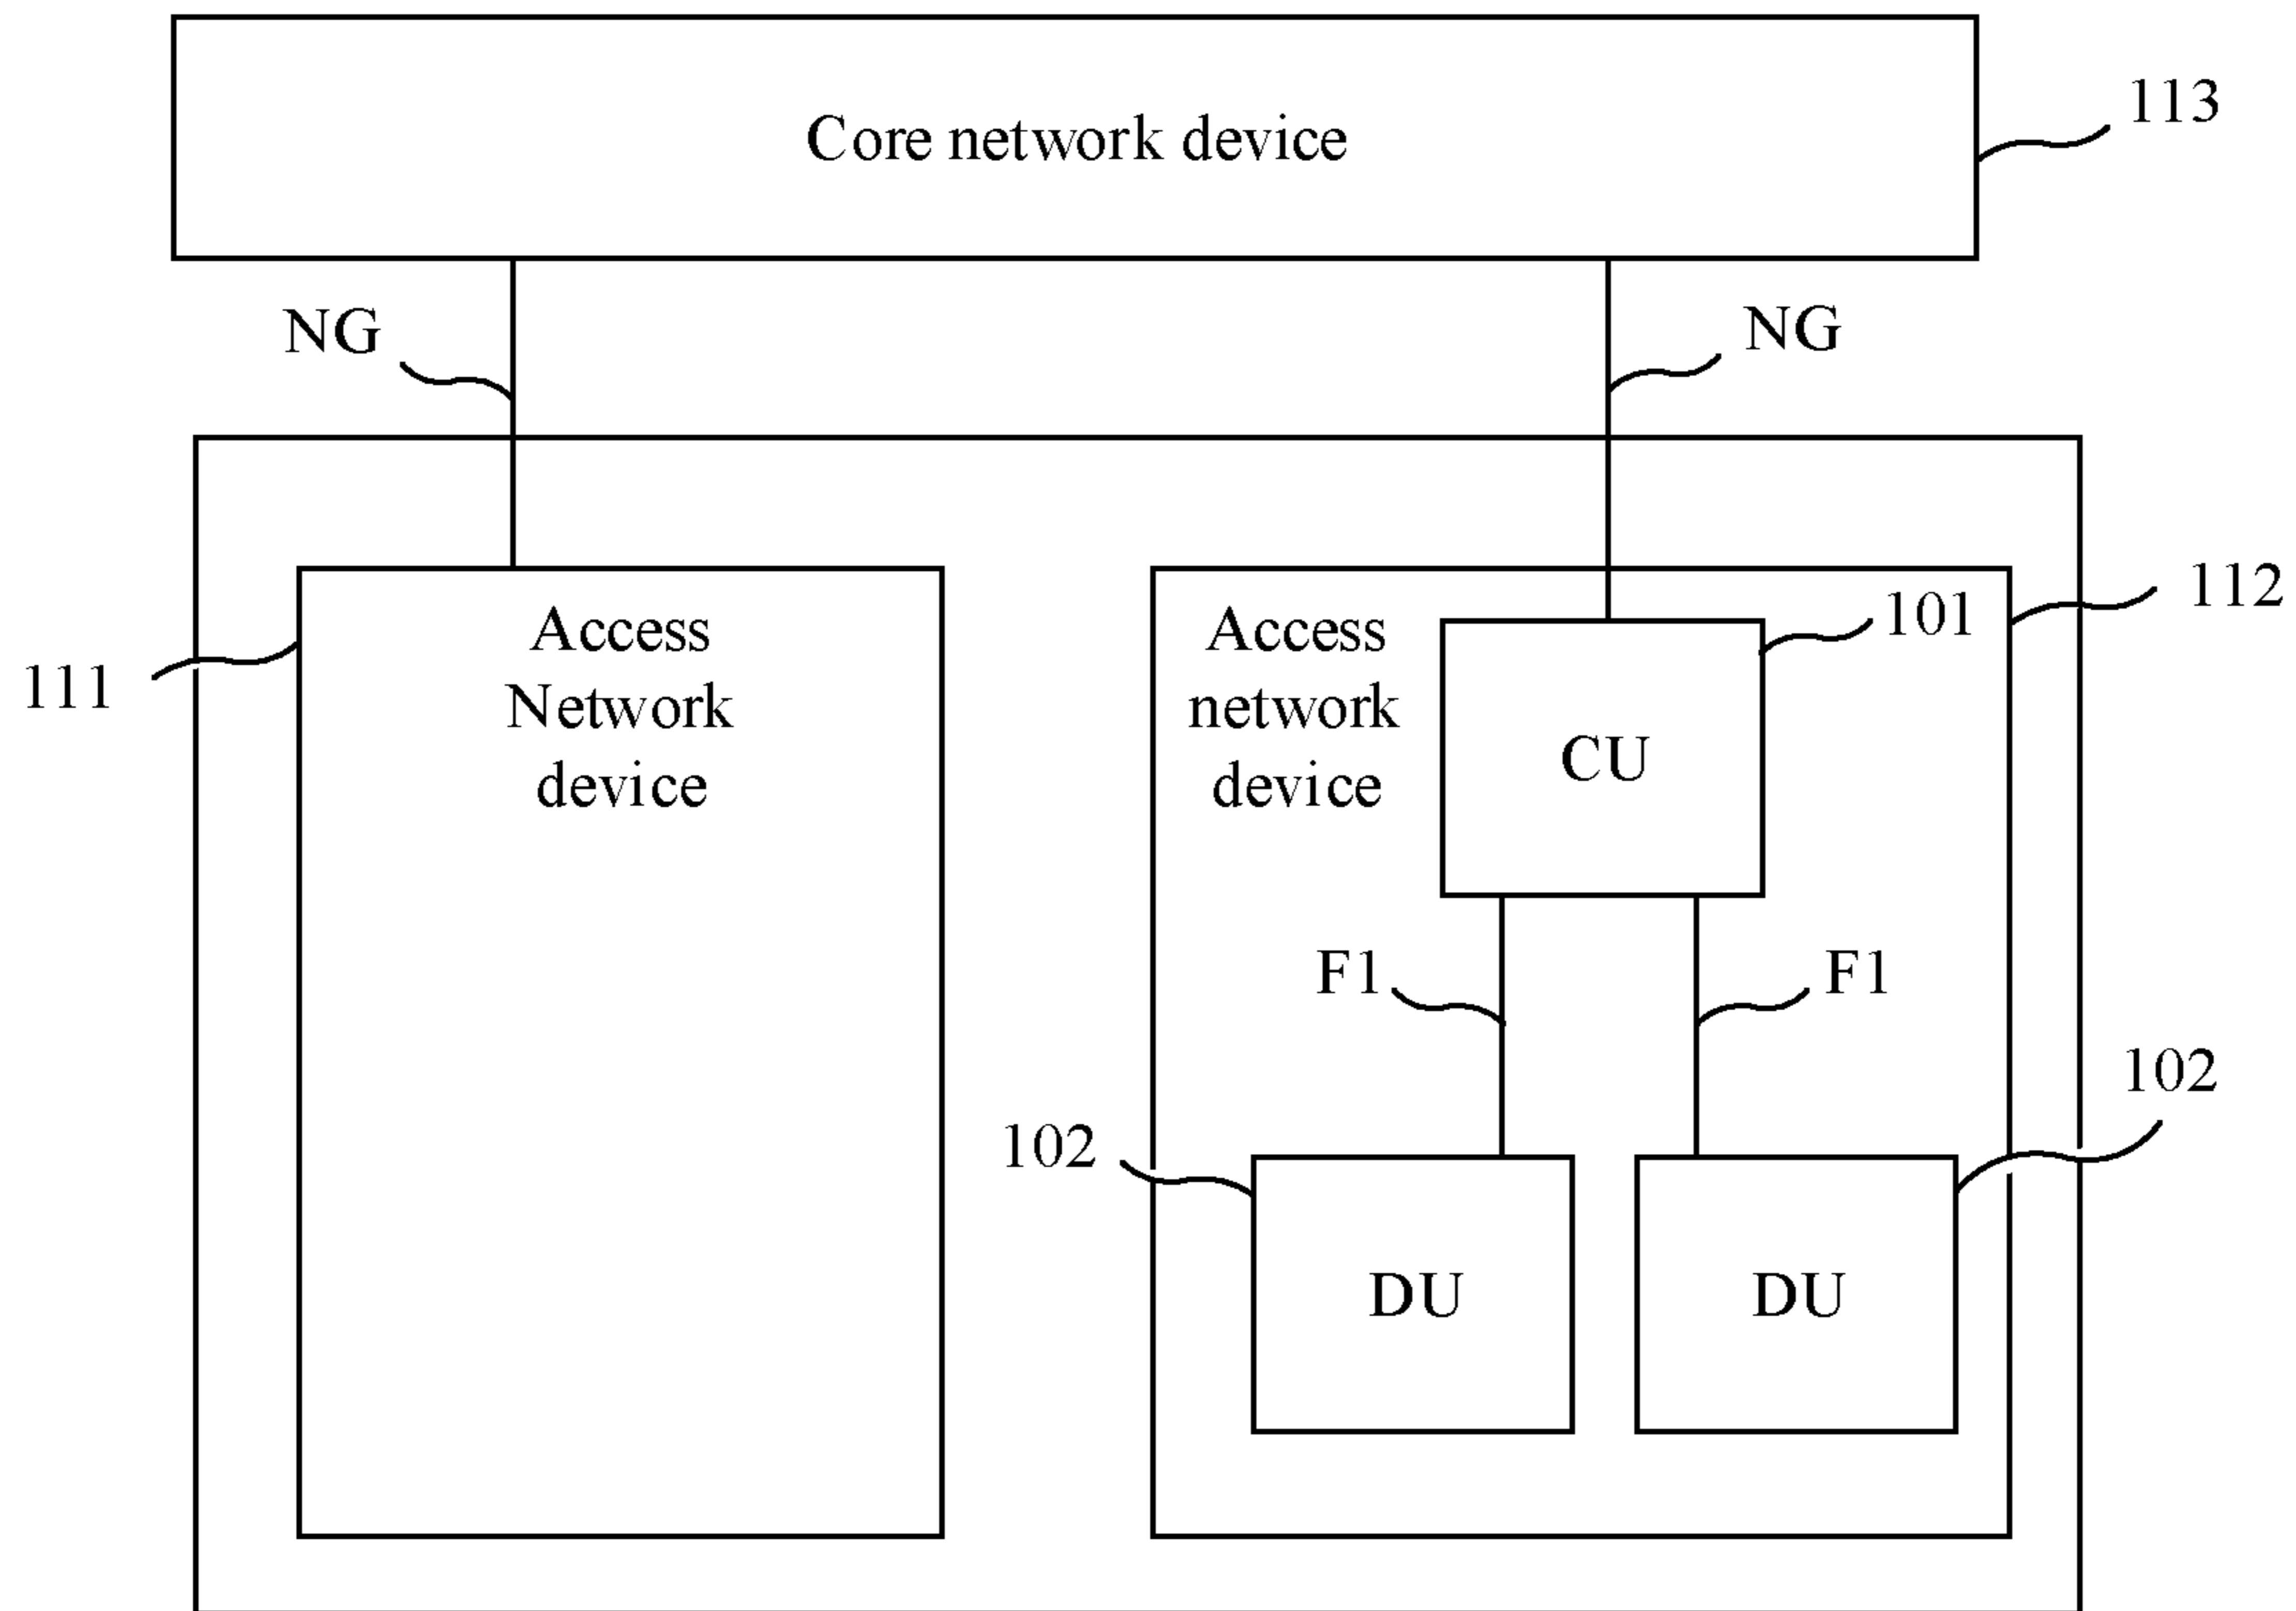 Core network device
113
NG
NG
111
Access
Network
device
Access
network
device
101
112
CU
F1
F1
102
102
DU
DU